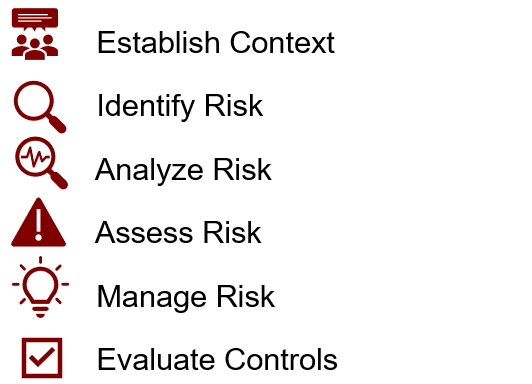 Establish Context
Identify Risk
Analyze Risk
Assess Risk
Manage Risk
Evaluate Controls